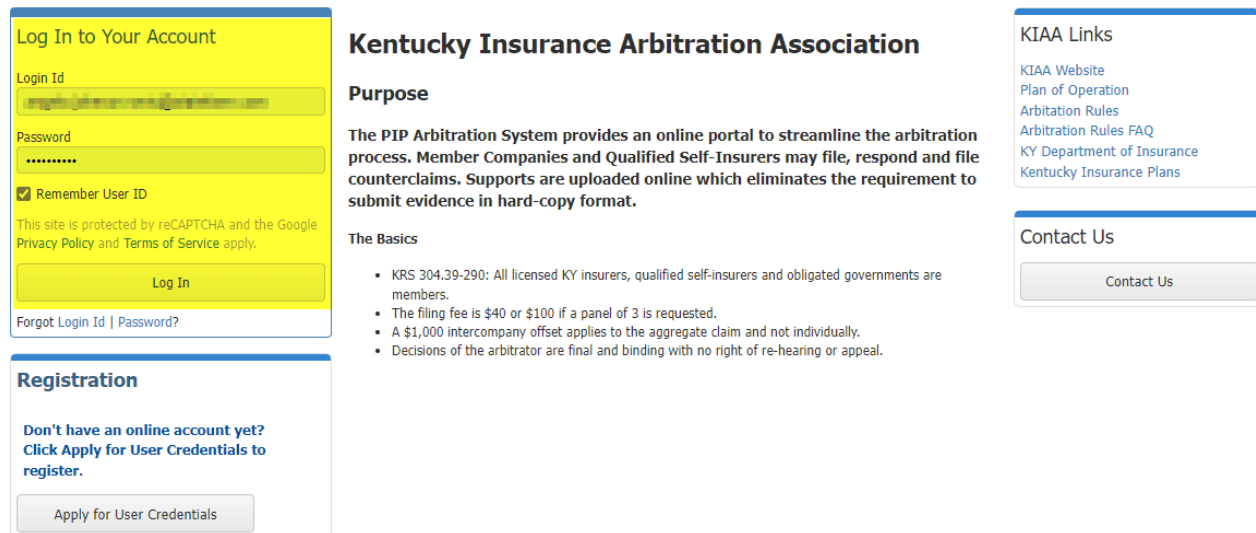 Log In to Your Account
Login Id
Password
••••••••••
Remember User ID
This site is protected by reCAPTCHA and the Google
Privacy Policy and Terms of Service apply.
Log In
Forgot Login Id | Password?
Registration
Don't have an online account yet?
Click Apply for User Credentials to
register.
Apply for User Credentials
Kentucky Insurance Arbitration Association
Purpose
The PIP Arbitration System provides an online portal to streamline the arbitration
process. Member Companies and Qualified Self-Insurers may file, respond and file
counterclaims. Supports are uploaded online which eliminates the requirement to
submit evidence in hard-copy format.
The Basics
• KRS 304.39-290: All licensed KY insurers, qualified self-insurers and obligated governments are
members.
• The filing fee is $40 or $100 if a panel of 3 is requested.
• A $1,000 intercompany offset applies to the aggregate claim and not individually.
• Decisions of the arbitrator are final and binding with no right of re-hearing or appeal.
KIAA Links
KIAA Website
Plan of Operation
Arbitation Rules
Arbitration Rules FAQ
KY Department of Insurance
Kentucky Insurance Plans
Contact Us
Contact Us